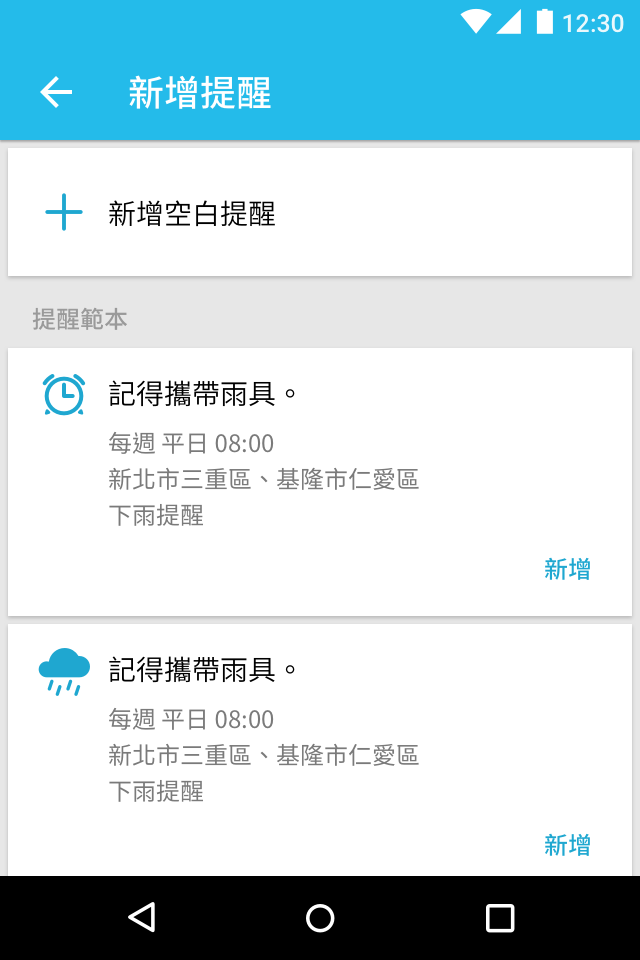 12:30
新增提醒
新增空白提醒
提醒範本
記得攜帶雨具。
每週 平日 08:00
新北市三重區、基隆市仁愛區
下雨提醒
新增
記得攜帶雨具。
每週 平日 08:00
新北市三重區、基隆市仁愛區
下雨提醒
新增